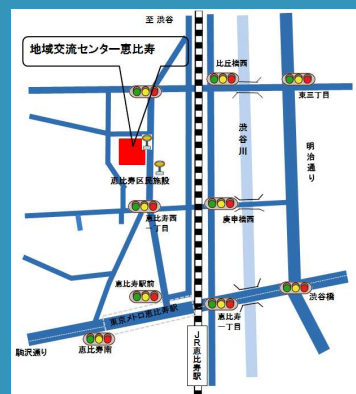 至 渋谷
地域交流センター恵比寿
比丘橋西
東三丁目
渋谷川
明治通り
恵比寿区民施設
恵比寿西
一丁目
庚申橋西
恵比寿駅前
渋谷橋
東京メトロ恵比寿駅
恵比寿
一丁目
駒沢通り
恵比寿南
JR恵比寿駅